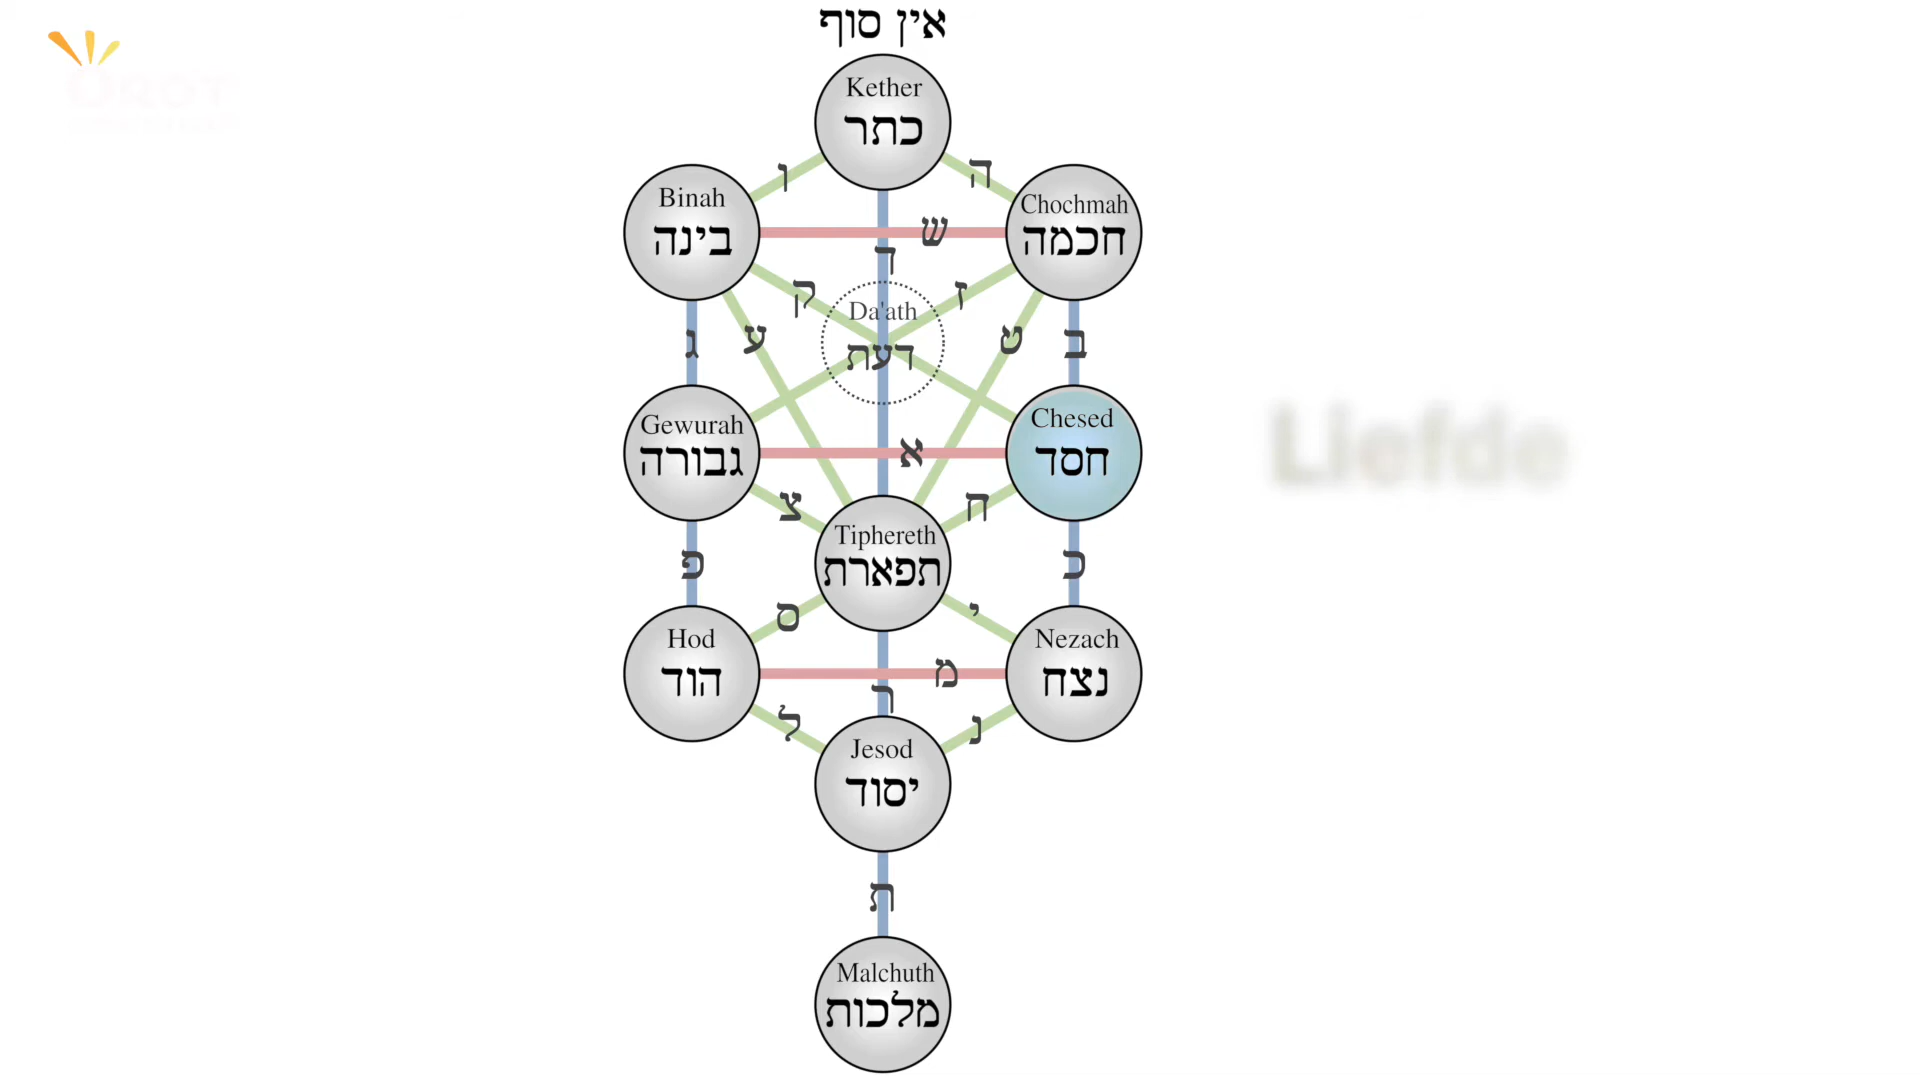 אין סוף
Kether
כתר
ו
ה
Binah
בינה
Chochmah
חכמה
ש
ד
ק
ז
Da'ath
דעת
ג
ע
ט
ב
Gewurah
גבורה
א
Chesed
חסד
Liefde
צ
ח
Tiphereth
תפארת
פ
כ
ס
י
Hod
הוד
מ
Nezach
נצח
ר
ל
נ
Jesod
יסוד
ת
Malchuth
מלכות